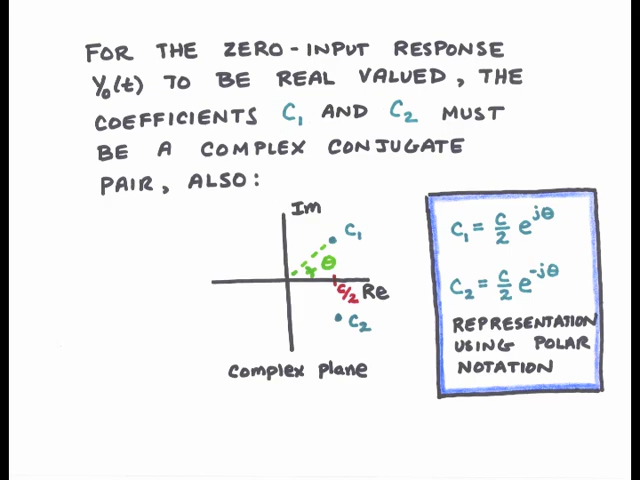 FOR THE ZERO-INPUT RESPONSE
y₀(t) TO BE REAL VALUED, THE
COEFFICIENTS C₁ AND C₂ MUST
BE A COMPLEX CONJUGATE
PAIR, ALSO:
Im
C₁
θ
c/2
Re
C₂
Complex plane
C₁ = c/2 e^jθ
C₂ = c/2 e^-jθ
REPRESENTATION
USING POLAR
NOTATION